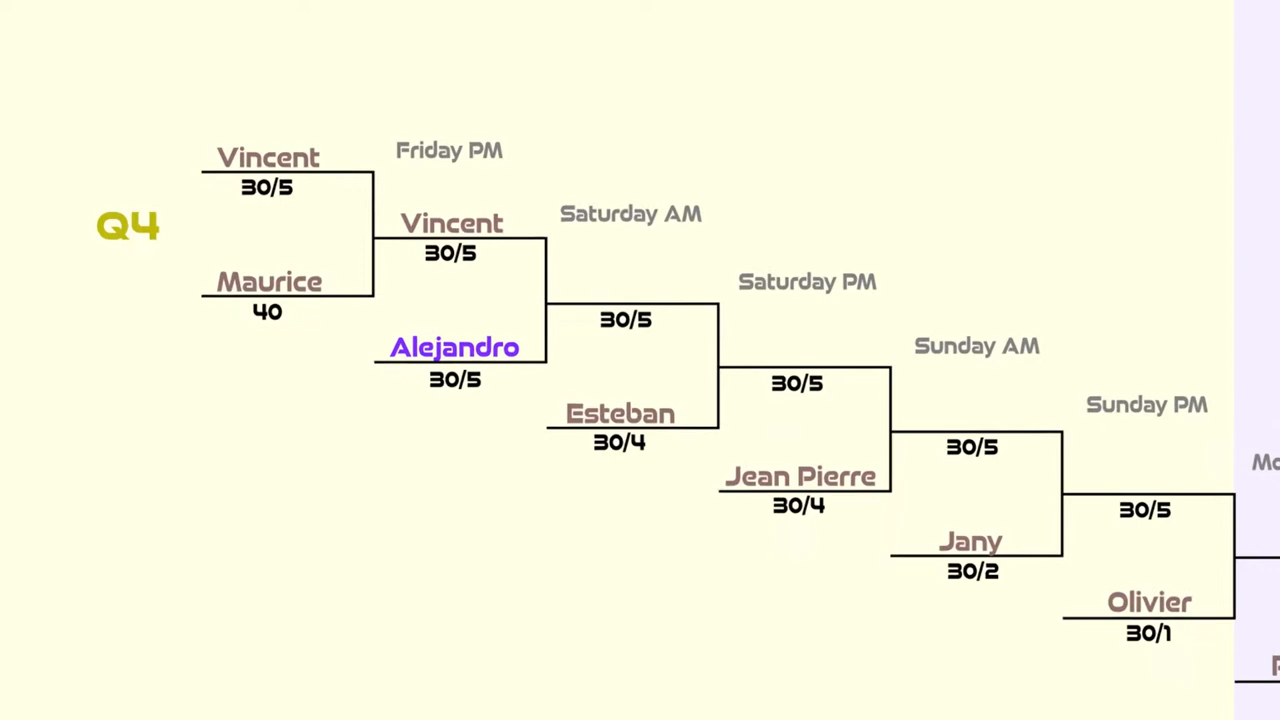 Vincent
Friday PM
30/5
Saturday AM
Q4
Vincent
30/5
Maurice
Saturday PM
40
30/5
Alejandro
Sunday AM
30/5
30/5
Esteban
Sunday PM
30/4
30/5
Jean Pierre
30/4
30/5
Jany
30/2
Olivier
30/1